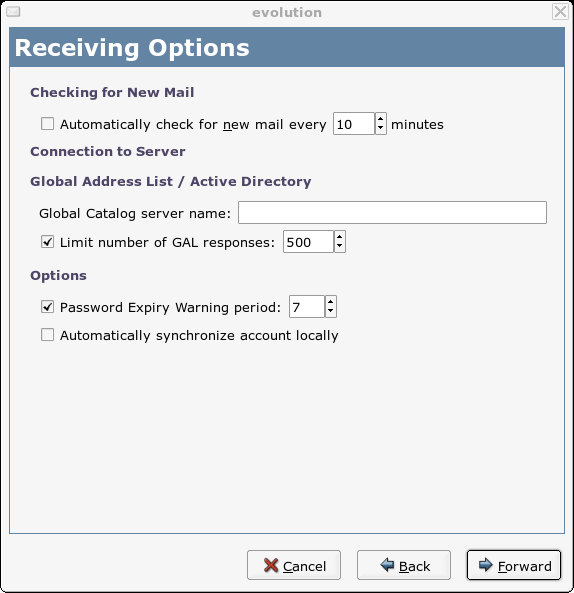 evolution
Receiving Options
Checking for New Mail
Automatically check for new mail every 10 minutes
Connection to Server
Global Address List / Active Directory
Global Catalog server name:
Limit number of GAL responses: 500
Options
Password Expiry Warning period: 7
Automatically synchronize account locally
Cancel Back Forward